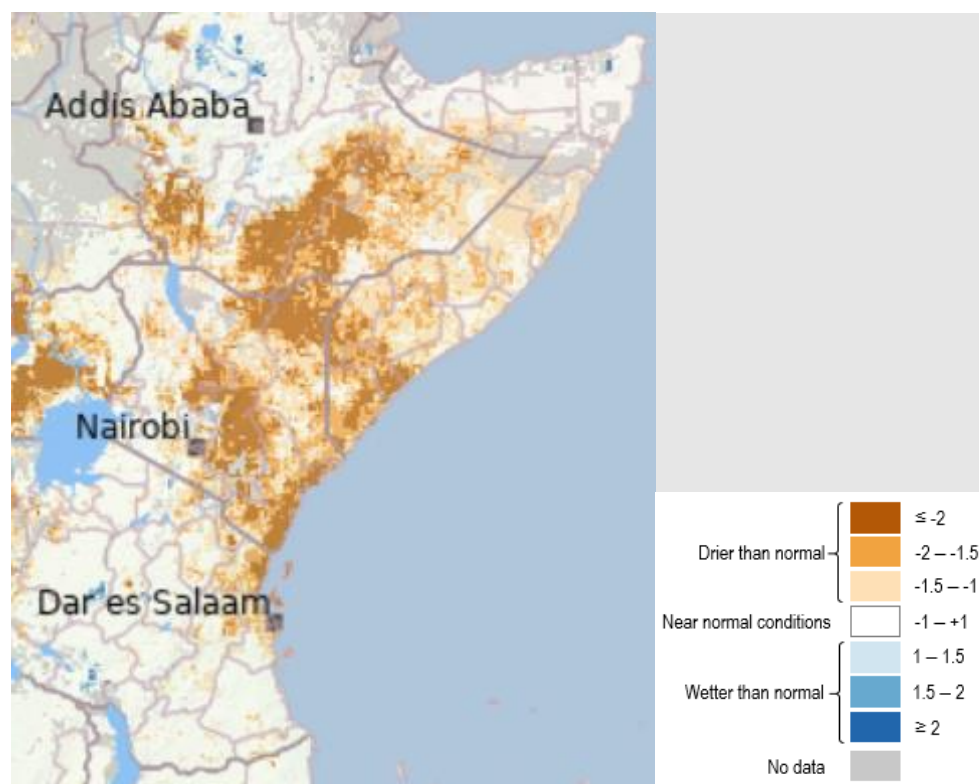 Addis Ababa
Nairobi
Dar es Salaam
≤ -2
Drier than normal
-2 – -1.5
-1.5 – -1
Near normal conditions
-1 – +1
1 – 1.5
Wetter than normal
1.5 – 2
≥ 2
No data